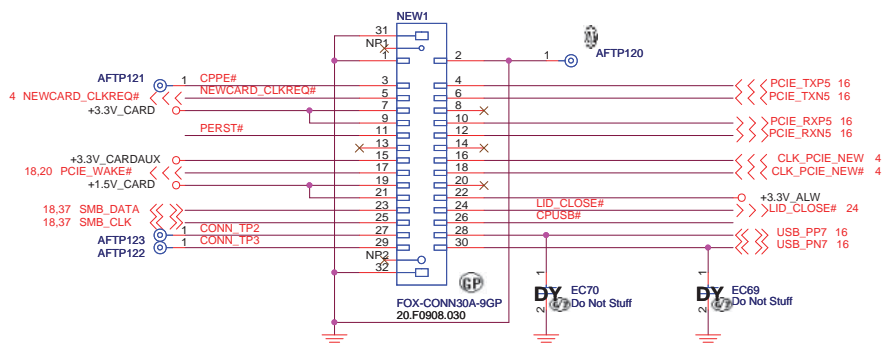 NEW1
31
NP1
1 2 1 AFTP120
AFTP121 1 CPPE# 3 4 PCIE_TXP5 16
4 NEWCARD_CLKREQ# NEWCARD_CLKREQ# 5 6 PCIE_TXN5 16
+3.3V_CARD 7 8
9 10 PCIE_RXP5 16
PERST# 11 12 PCIE_RXN5 16
13 14
+3.3V_CARDAUX 15 16 CLK_PCIE_NEW 4
18,20 PCIE_WAKE# 17 18 CLK_PCIE_NEW# 4
+1.5V_CARD 19 20
21 22 +3.3V_ALW
18,37 SMB_DATA 23 24 LID_CLOSE# LID_CLOSE# 24
18,37 SMB_CLK 25 26 CPUSB#
AFTP123 1 CONN_TP2 27 28 USB_PP7 16
AFTP122 1 CONN_TP3 29 30 USB_PN7 16
NP2
32
GP
FOX-CONN30A-9GP
20.F0908.030
1 2 DY EC70 Do Not Stuff
1 2 DY EC69 Do Not Stuff